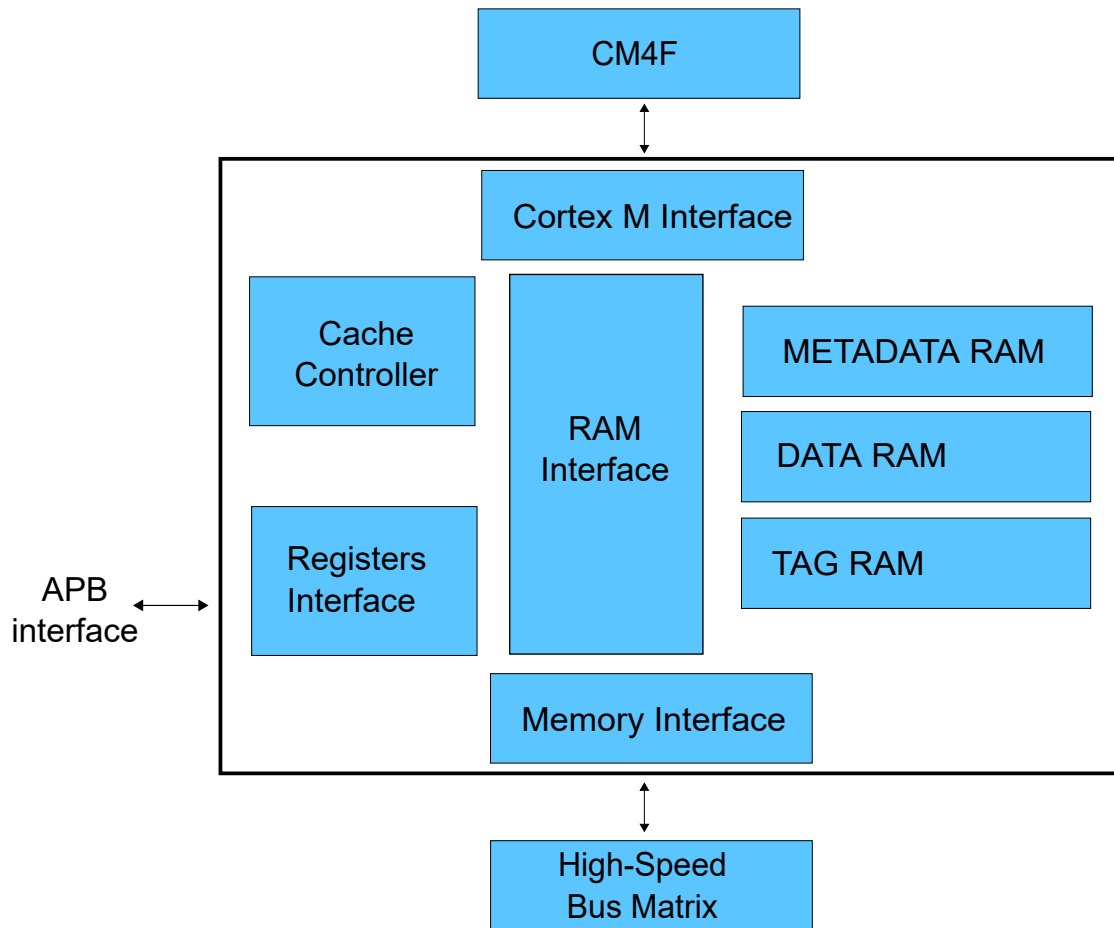 CM4F
Cortex M Interface
Cache
Controller
RAM
Interface
METADATA RAM
DATA RAM
TAG RAM
Registers
Interface
APB
interface
Memory Interface
High-Speed
Bus Matrix